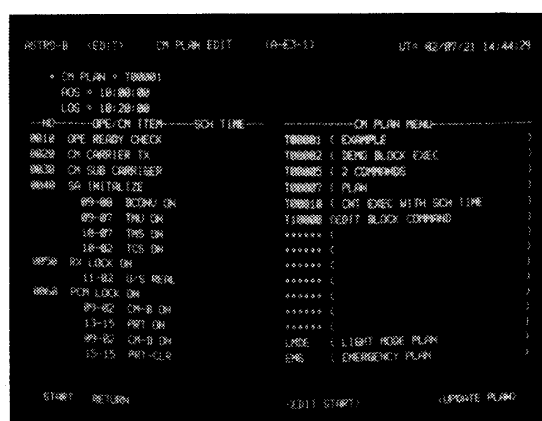 ASTRO-B <EDIT> CM PLAN EDIT (A-E3-1) UT= 82/07/21 14:44:29
* CM PLAN = T00001
AOS = 10:00:00
LOS = 10:20:00
--NO-----OPE/CM ITEM-----SCH TIME--
0010 OPE READY CHECK
0020 CM CARRIER TX
0030 CM SUB CARRIER
0040 SA INITALIZE
09-00 DCOMU ON
09-07 TMU ON
10-07 TMS ON
10-02 TCS ON
0050 RX LOCK ON
11-02 U/S REAL
0060 PCM LOCK ON
09-02 CM-B ON
13-15 PBT ON
09-02 CM-B ON
15-15 PBT-CLR
-----CM PLAN MENU-----
T00001 ( EXAMPLE )
T00002 ( DEMO BLOCK EXEC )
T00005 ( 2 COMMANDS )
T00007 ( PLAN )
T00010 ( CNT EXEC WITH SCH TIME )
T10000 (EDIT BLOCK COMMAND )
****** ( )
****** ( )
****** ( )
****** ( )
****** ( )
****** ( )
****** ( )
LMDE ( LIGHT MODE PLAN )
EMG ( EMERGENCY PLAN )
START RETURN <EDIT START> <UPDATE PLAN>